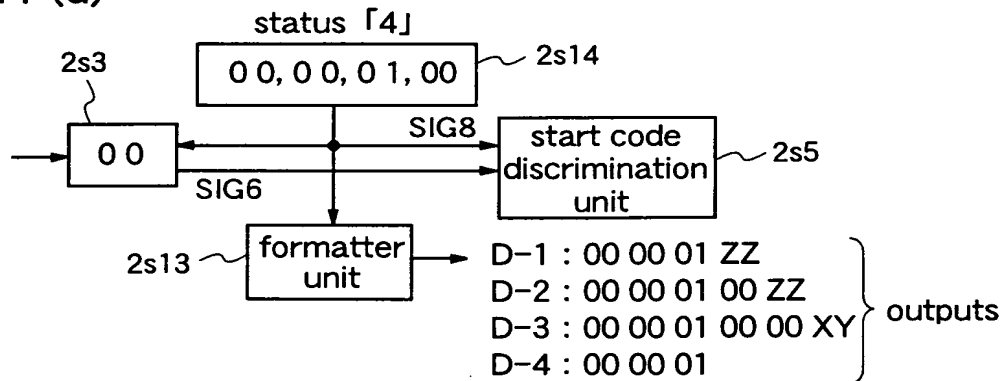 status「4」
2s3
00, 00, 01, 00
2s14
00
SIG8
SIG6
start code
discrimination
unit
2s5
2s13
formatter
unit
D-1 : 00 00 01 ZZ
D-2 : 00 00 01 00 ZZ
D-3 : 00 00 01 00 00 XY
D-4 : 00 00 01
outputs